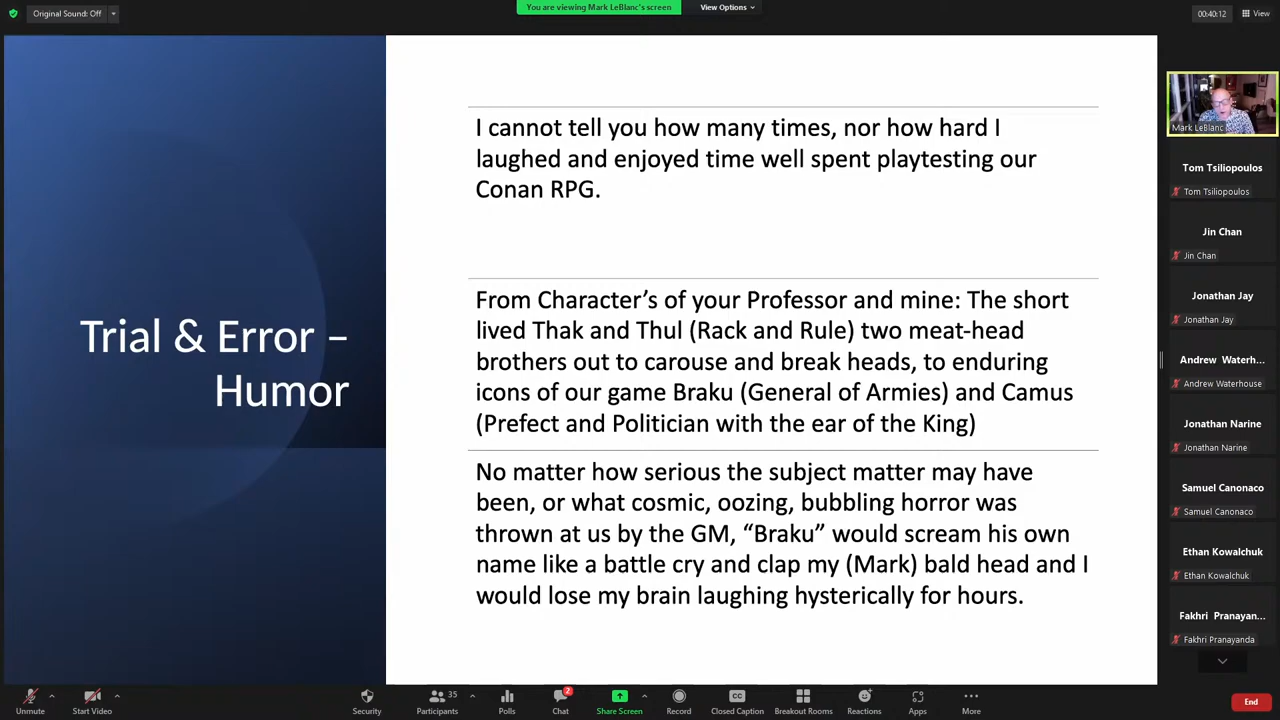 Original Sound: Off
You are viewing Mark LeBlanc's screen
View Options
00:40:12
View
I cannot tell you how many times, nor how hard I
laughed and enjoyed time well spent playtesting our
Conan RPG.
Trial & Error –
Humor
From Character's of your Professor and mine: The short
lived Thak and Thul (Rack and Rule) two meat-head
brothers out to carouse and break heads, to enduring
icons of our game Braku (General of Armies) and Camus
(Prefect and Politician with the ear of the King)
No matter how serious the subject matter may have
been, or what cosmic, oozing, bubbling horror was
thrown at us by the GM, “Braku” would scream his own
name like a battle cry and clap my (Mark) bald head and I
would lose my brain laughing hysterically for hours.
Mark LeBlanc
Tom Tsiliopoulos
Tom Tsiliopoulos
Jin Chan
Jin Chan
Jonathan Jay
Jonathan Jay
Andrew Waterh...
Andrew Waterhouse
Jonathan Narine
Jonathan Narine
Samuel Canonaco
Samuel Canonaco
Ethan Kowalchuk
Ethan Kowalchuk
Fakhri Pranayan...
Fakhri Pranayanda
Unmute
Start Video
Security
Participants
35
Polls
Chat
2
Share Screen
Record
CC
Closed Caption
Breakout Rooms
Reactions
Apps
More
End